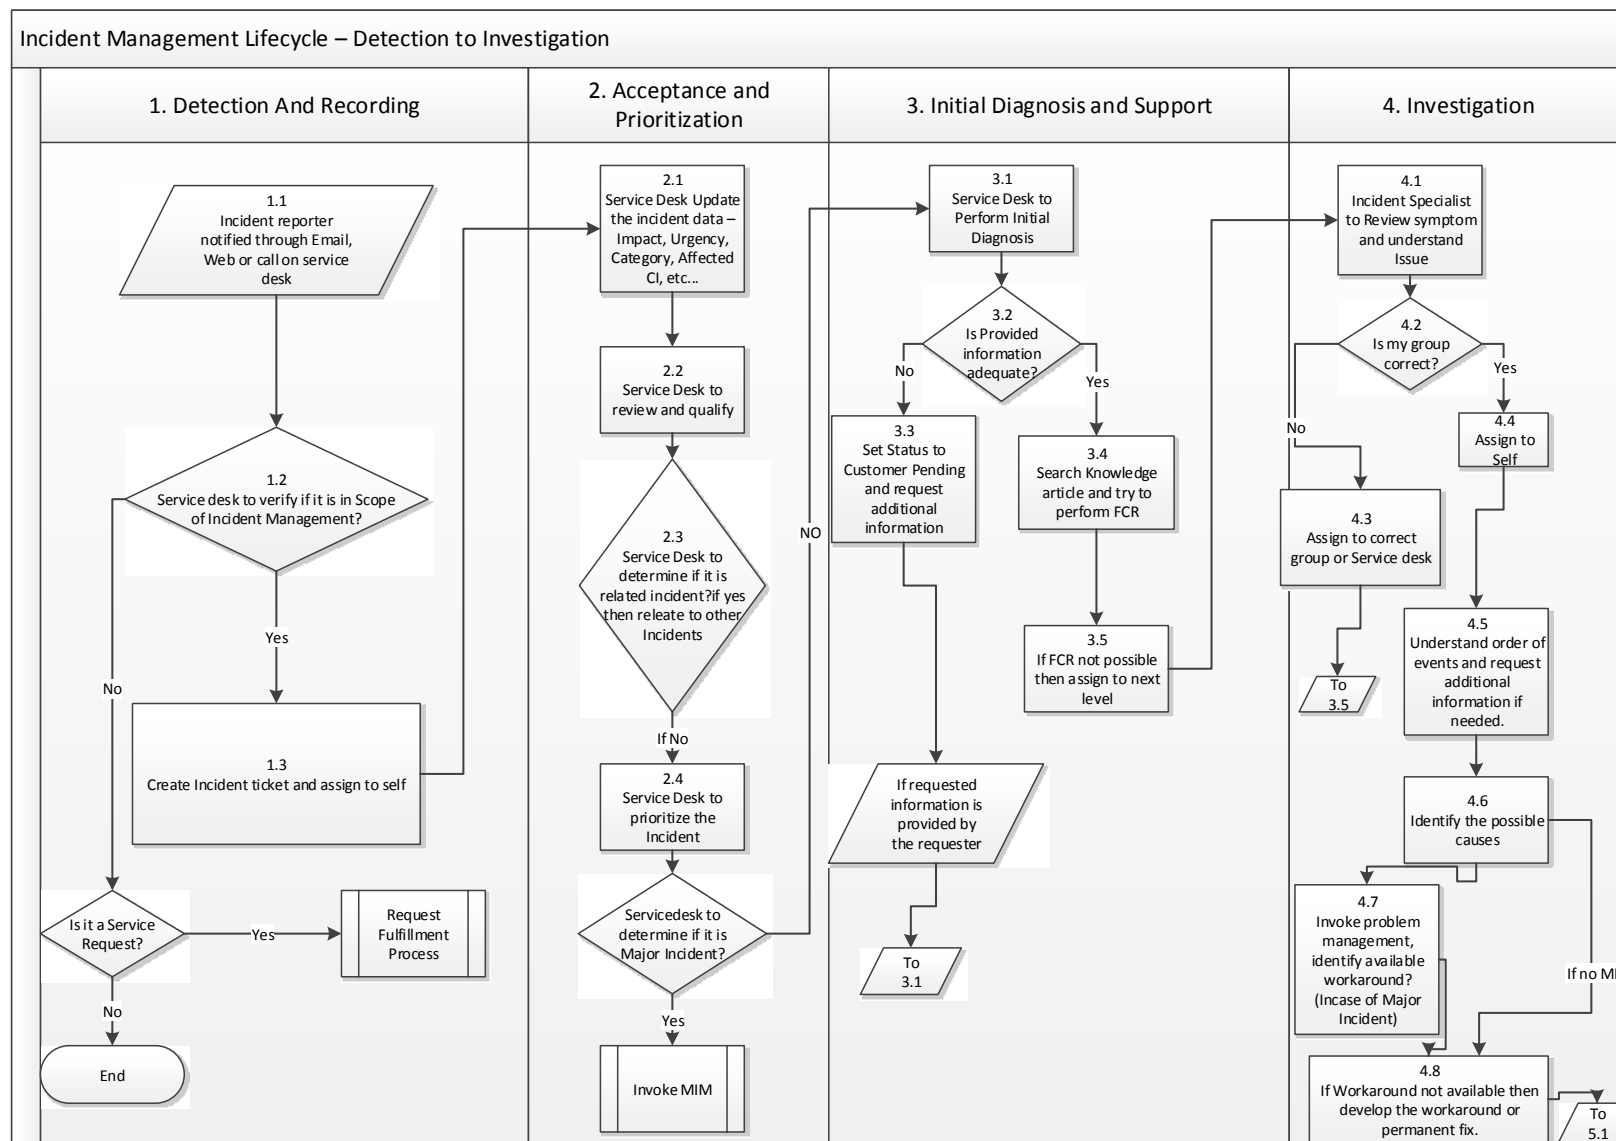 Incident Management Lifecycle – Detection to Investigation
1. Detection And Recording
2. Acceptance and
Prioritization
3. Initial Diagnosis and Support
4. Investigation
1.1
Incident reporter
notified through Email,
Web or call on service
desk
1.2
Service desk to verify if it is in Scope
of Incident Management?
Yes
No
1.3
Create Incident ticket and assign to self
Is it a Service
Request?
Yes
Request
Fulfillment
Process
No
End
2.1
Service Desk Update
the incident data –
Impact, Urgency,
Category, Affected
CI, etc...
2.2
Service Desk to
review and qualify
2.3
Service Desk to
determine if it is
related incident?if yes
then releate to other
Incidents
If No
2.4
Service Desk to
prioritize the
Incident
Servicedesk to
determine if it is
Major Incident?
NO
Yes
Invoke MIM
3.1
Service Desk to
Perform Initial
Diagnosis
3.2
Is Provided
information
adequate?
No
Yes
3.3
Set Status to
Customer Pending
and request
additional
information
3.4
Search Knowledge
article and try to
perform FCR
3.5
If FCR not possible
then assign to next
level
If requested
information is
provided by
the requester
To
3.1
4.1
Incident Specialist
to Review symptom
and understand
Issue
4.2
Is my group
correct?
Yes
No
4.4
Assign to
Self
4.3
Assign to correct
group or Service desk
To
3.5
4.5
Understand order of
events and request
additional
information if
needed.
4.6
Identify the possible
causes
4.7
Invoke problem
management,
identify available
workaround?
(Incase of Major
Incident)
If no MI
4.8
If Workaround not available then
develop the workaround or
permanent fix.
To
5.1